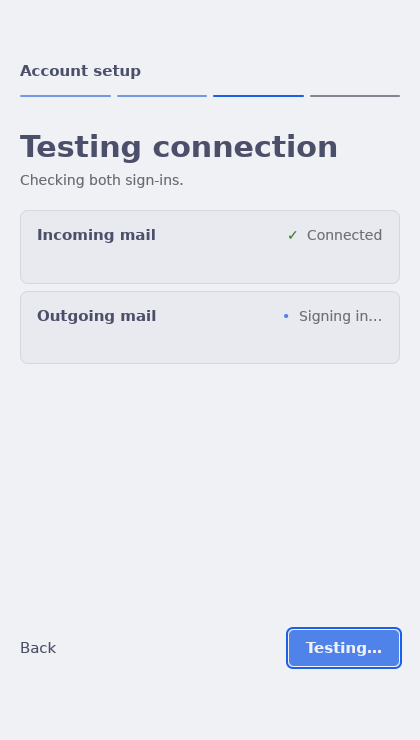 Account setup
Testing connection
Checking both sign-ins.
Incoming mail ✓ Connected
Outgoing mail • Signing in…
Back Testing…